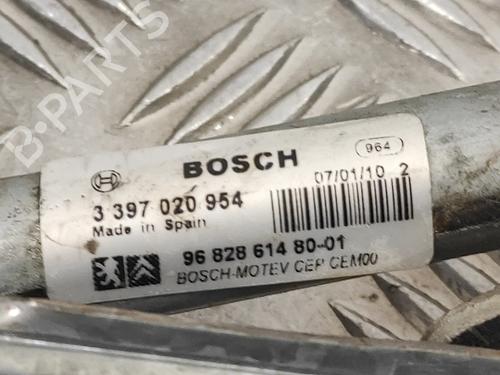 B-Parts
BOSCH
964
3 397 020 954
Made in Spain
07/01/10 2
96 828 614 80-01
BOSCH-MOTEV CEP CEM00